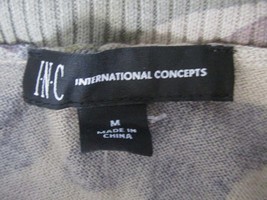 I·N·C
INTERNATIONAL CONCEPTS
M
MADE IN
CHINA